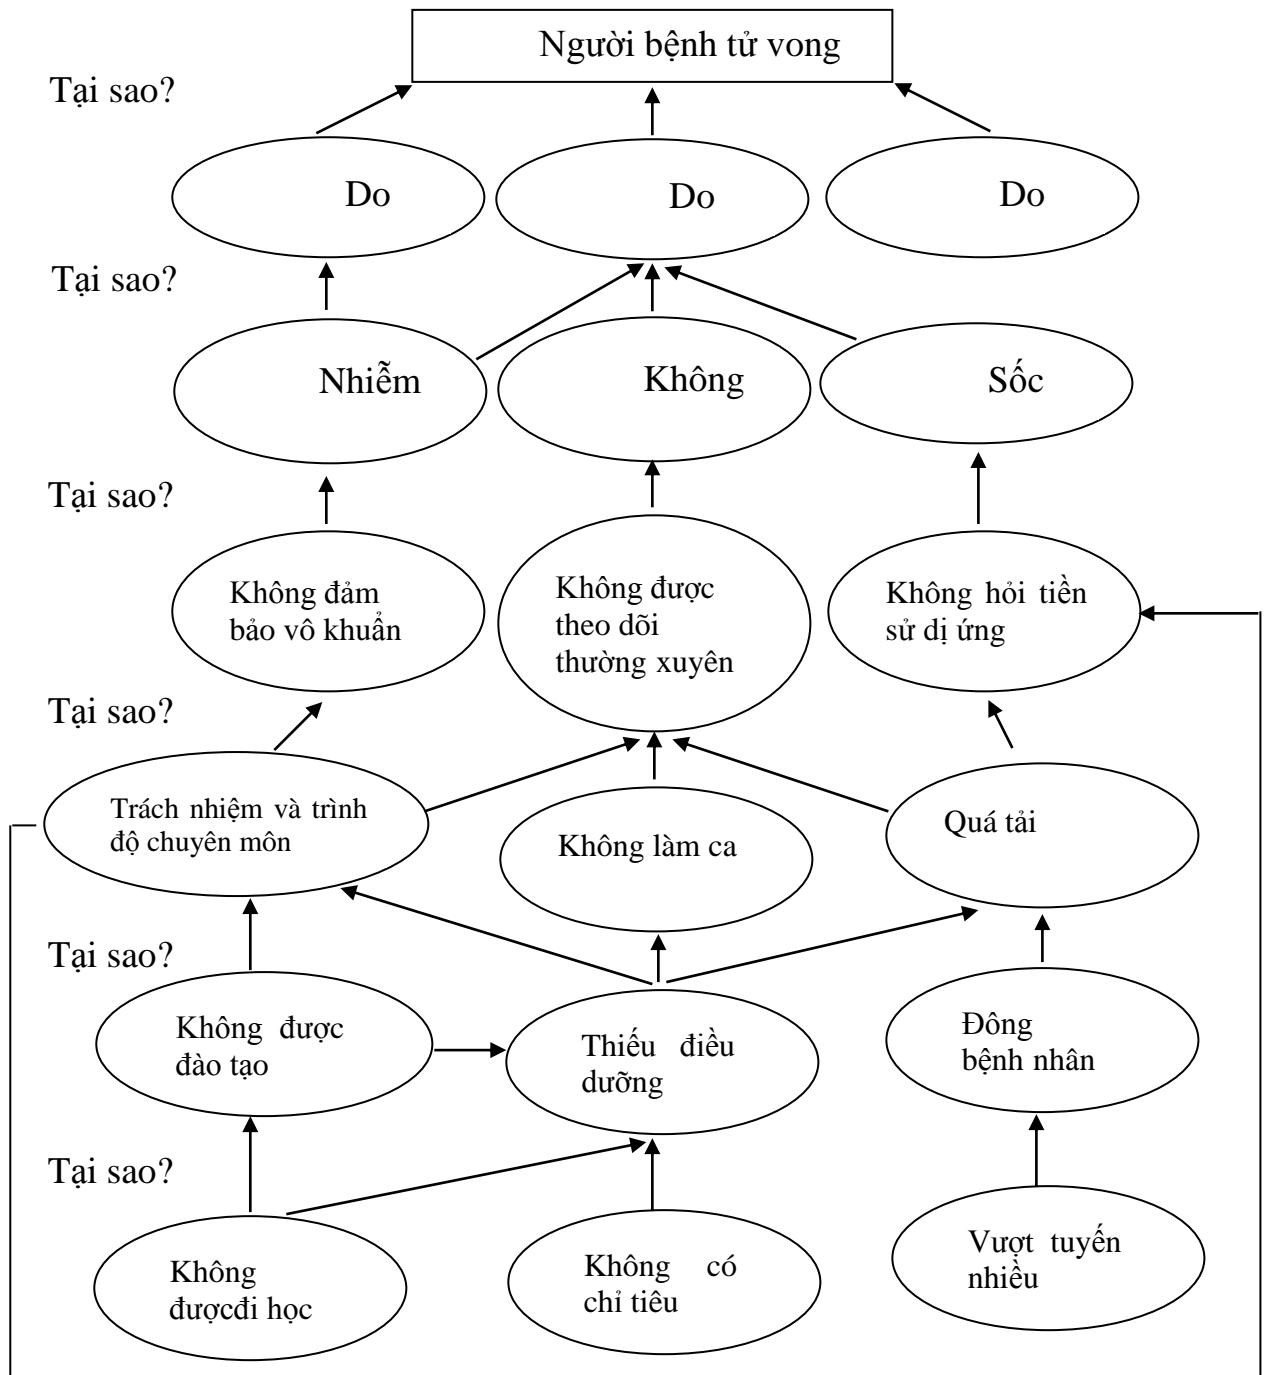 Người bệnh tử vong
Tại sao?
Do
Do
Do
Tại sao?
Nhiễm
Không
Sốc
Tại sao?
Không đảm
bảo vô khuẩn
Không được
theo dõi
thường xuyên
Không hỏi tiền
sử dị ứng
Tại sao?
Trách nhiệm và trình
độ chuyên môn
Không làm ca
Quá tải
Tại sao?
Không được
đào tạo
Thiếu điều
dưỡng
Đông
bệnh nhân
Tại sao?
Không
đượcđi học
Không có
chỉ tiêu
Vượt tuyến
nhiều